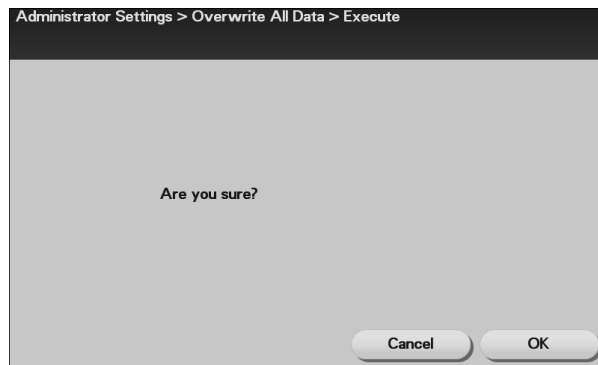 Administrator Settings > Overwrite All Data > Execute
Are you sure?
Cancel OK